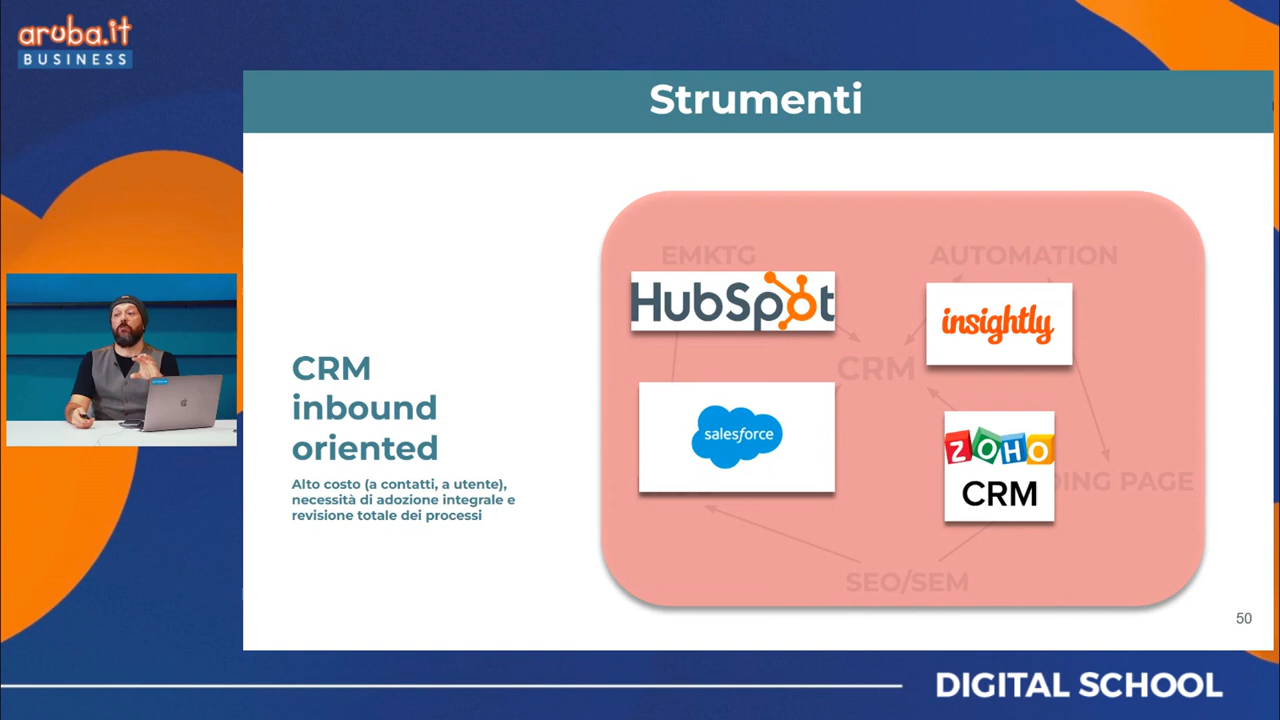 aruba.it
BUSINESS
Strumenti
EMKTG
AUTOMATION
HubSpot
insightly
CRM
CRM
inbound
oriented
salesforce
ZOHO
CRM
DING PAGE
Alto costo (a contatti, a utente),
necessità di adozione integrale e
revisione totale dei processi
SEO/SEM
50
DIGITAL SCHOOL